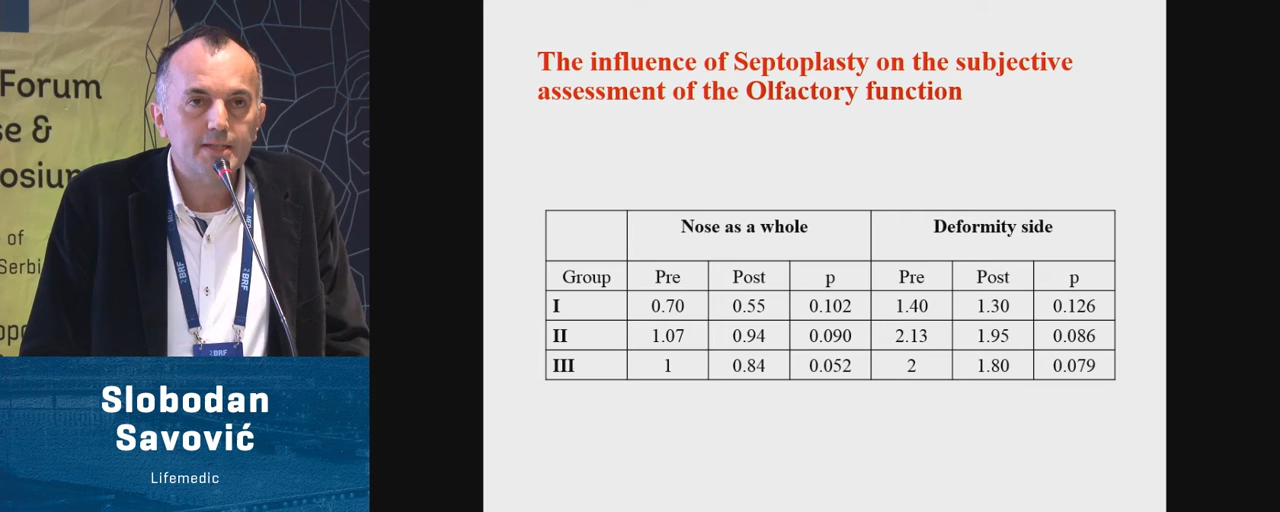 Forum
se &
osium
of
Serbi
The influence of Septoplasty on the subjective
assessment of the Olfactory function
Nose as a whole Deformity side
Group Pre Post p Pre Post p
I 0.70 0.55 0.102 1.40 1.30 0.126
II 1.07 0.94 0.090 2.13 1.95 0.086
III 1 0.84 0.052 2 1.80 0.079
2BRF
2BRF
Slobodan
Savović
Lifemedic